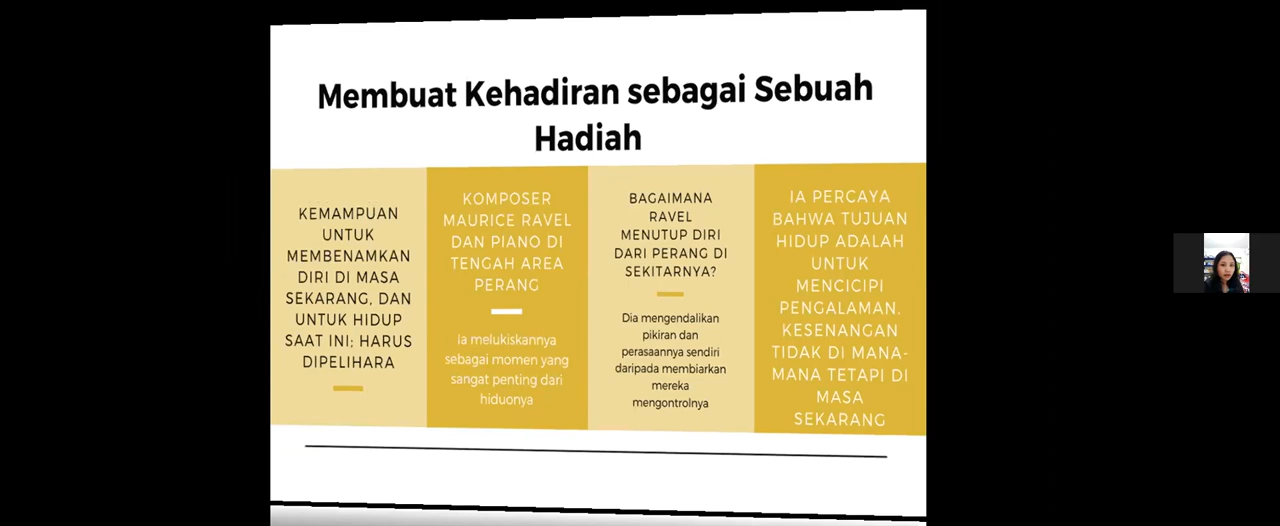 Membuat Kehadiran sebagai Sebuah
Hadiah
KEMAMPUAN
UNTUK
MEMBENAMKAN
DIRI DI MASA
SEKARANG, DAN
UNTUK HIDUP
SAAT INI; HARUS
DIPELIHARA
KOMPOSER
MAURICE RAVEL
DAN PIANO DI
TENGAH AREA
PERANG
Ia melukiskannya
sebagai momen yang
sangat penting dari
hiduonya
BAGAIMANA
RAVEL
MENUTUP DIRI
DARI PERANG DI
SEKITARNYA?
Dia mengendalikan
pikiran dan
perasaannya sendiri
daripada membiarkan
mereka
mengontrolnya
IA PERCAYA
BAHWA TUJUAN
HIDUP ADALAH
UNTUK
MENCICIPI
PENGALAMAN.
KESENANGAN
TIDAK DI MANA-
MANA TETAPI DI
MASA
SEKARANG